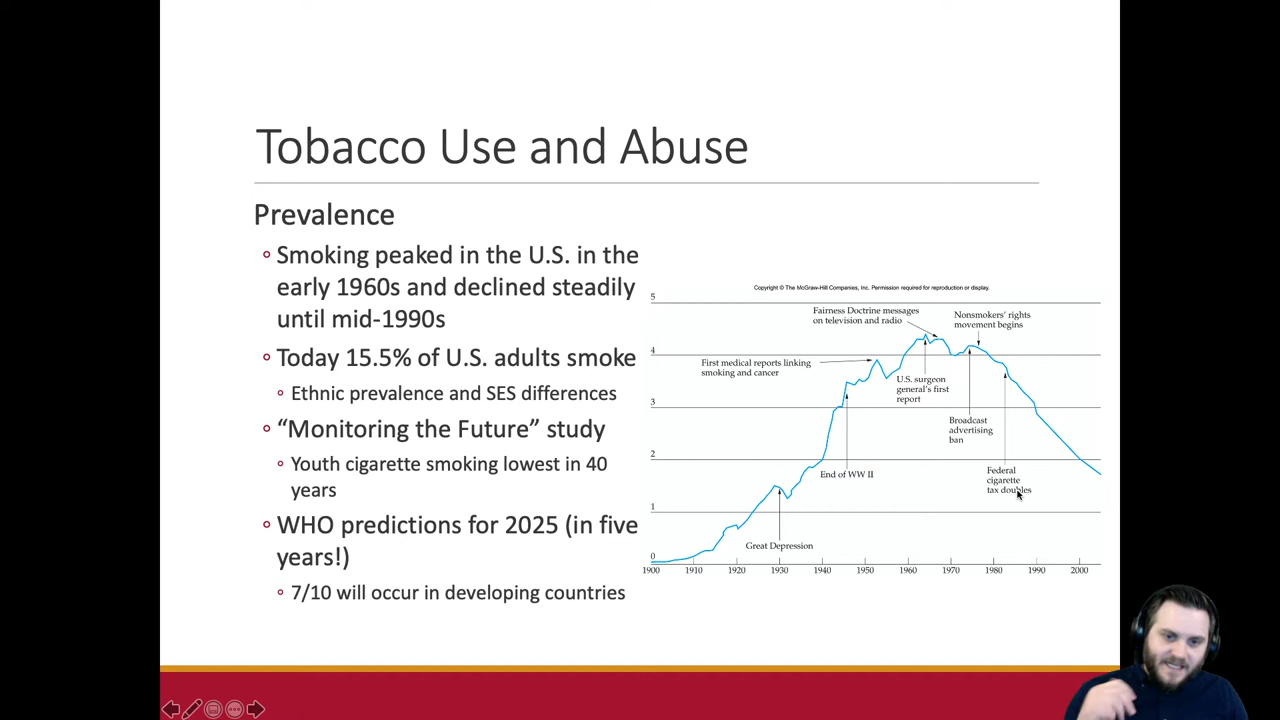 Tobacco Use and Abuse
Prevalence
Smoking peaked in the U.S. in the
early 1960s and declined steadily
until mid-1990s
Today 15.5% of U.S. adults smoke
Ethnic prevalence and SES differences
“Monitoring the Future” study
Youth cigarette smoking lowest in 40
years
WHO predictions for 2025 (in five
years!)
7/10 will occur in developing countries
Copyright © The McGraw-Hill Companies, Inc. Permission required for reproduction or display.
5
4
3
2
1
0
Fairness Doctrine messages
on television and radio
Nonsmokers' rights
movement begins
First medical reports linking
smoking and cancer
U.S. surgeon
general's first
report
Broadcast
advertising
ban
End of WW II
Federal
cigarette
tax doubles
Great Depression
1900 1910 1920 1930 1940 1950 1960 1970 1980 1990 2000